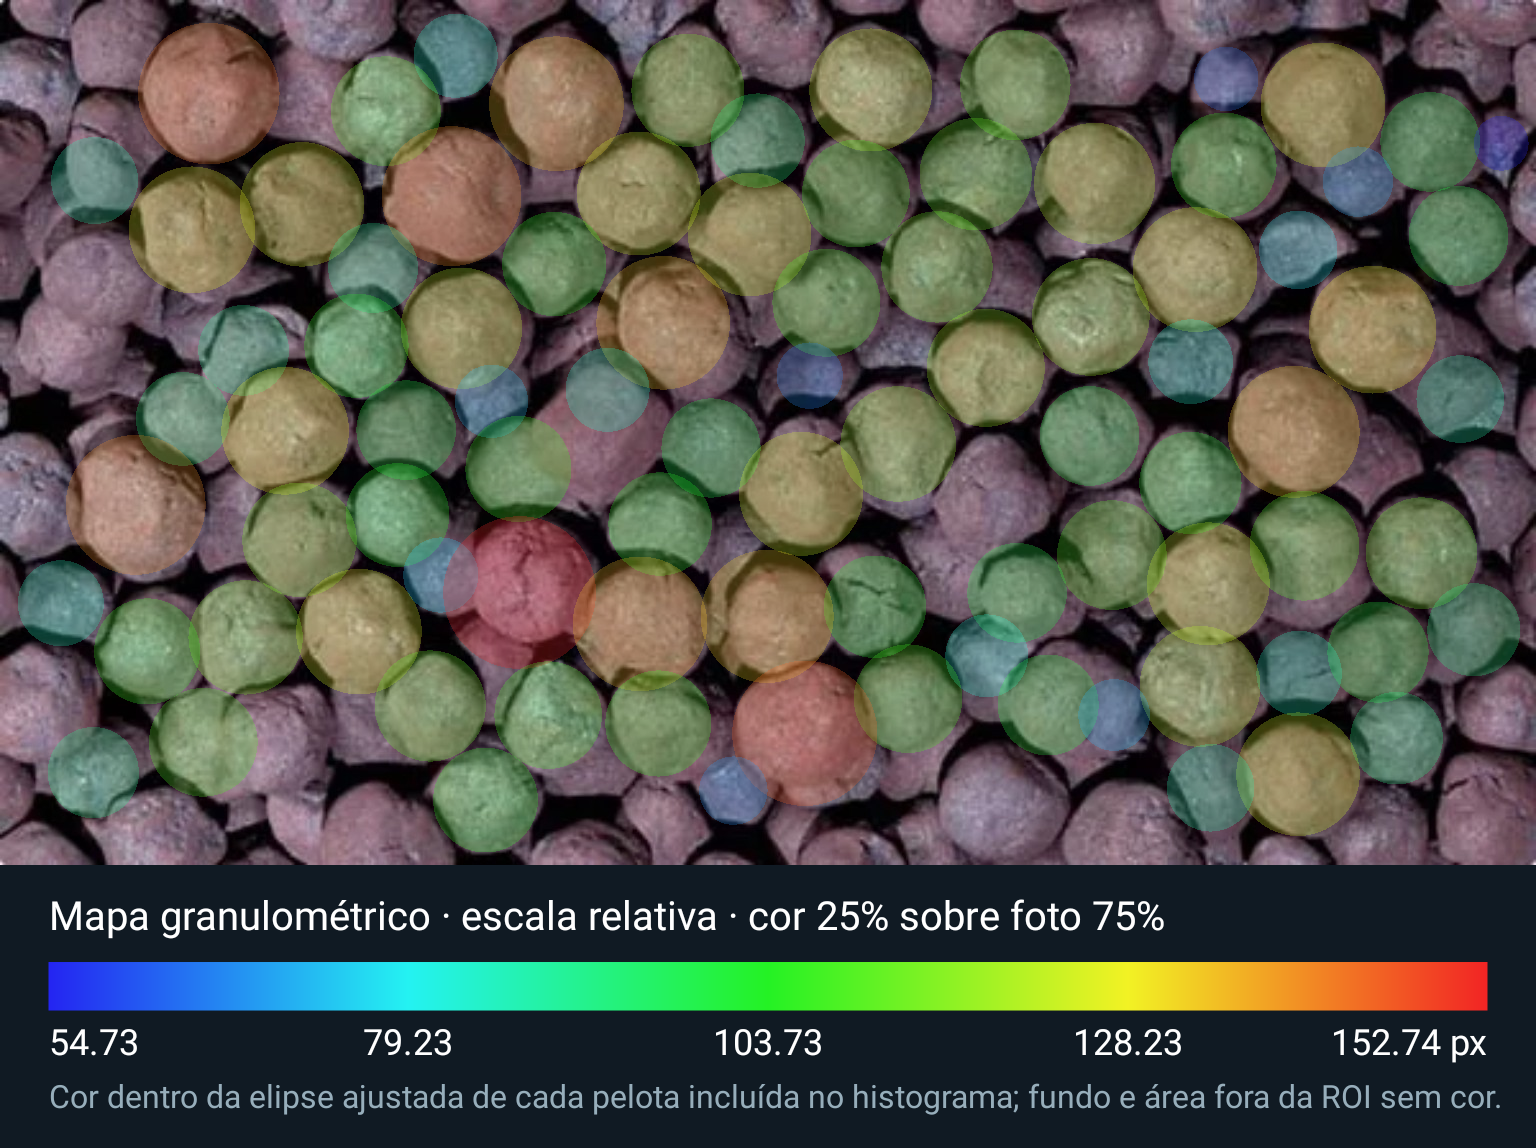 Mapa granulométrico · escala relativa · cor 25% sobre foto 75%
54.73 79.23 103.73 128.23 152.74 px
Cor dentro da elipse ajustada de cada pelota incluída no histograma; fundo e área fora da ROI sem cor.